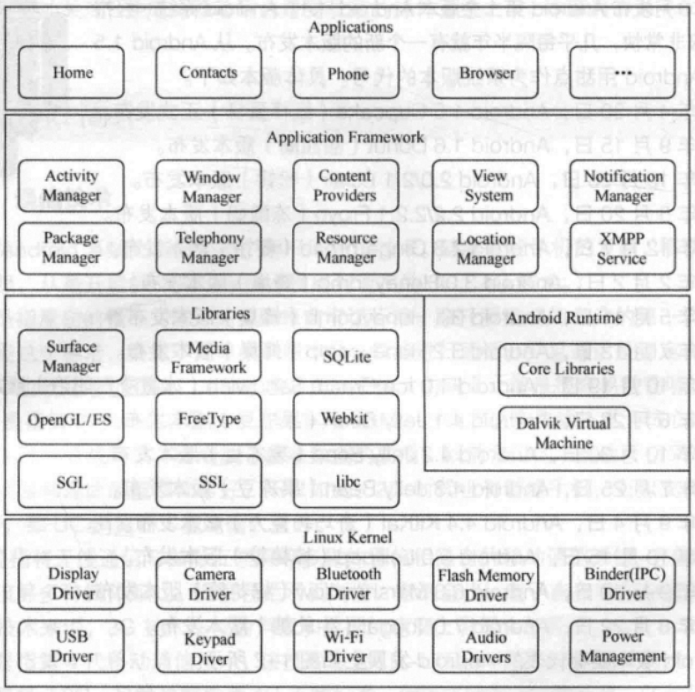 Applications
Home
Contacts
Phone
Browser
...
Application Framework
Activity
Manager
Window
Manager
Content
Providers
View
System
Notification
Manager
Package
Manager
Telephony
Manager
Resource
Manager
Location
Manager
XMPP
Service
Libraries
Surface
Manager
Media
Framework
SQLite
OpenGL/ES
FreeType
Webkit
SGL
SSL
libc
Android Runtime
Core Libraries
Dalvik Virtual
Machine
Linux Kernel
Display
Driver
Camera
Driver
Bluetooth
Driver
Flash Memory
Driver
Binder(IPC)
Driver
USB
Driver
Keypad
Driver
Wi-Fi
Driver
Audio
Driver
Power
Management